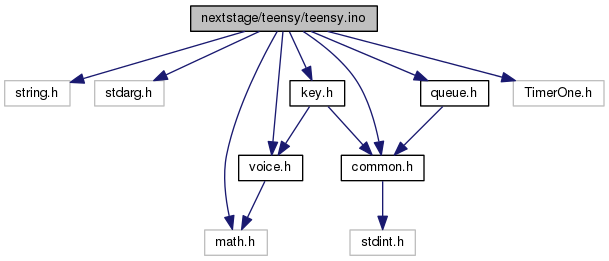 nextstage/teensy/teensy.ino
string.h
stdarg.h
key.h
queue.h
TimerOne.h
voice.h
common.h
math.h
stdint.h